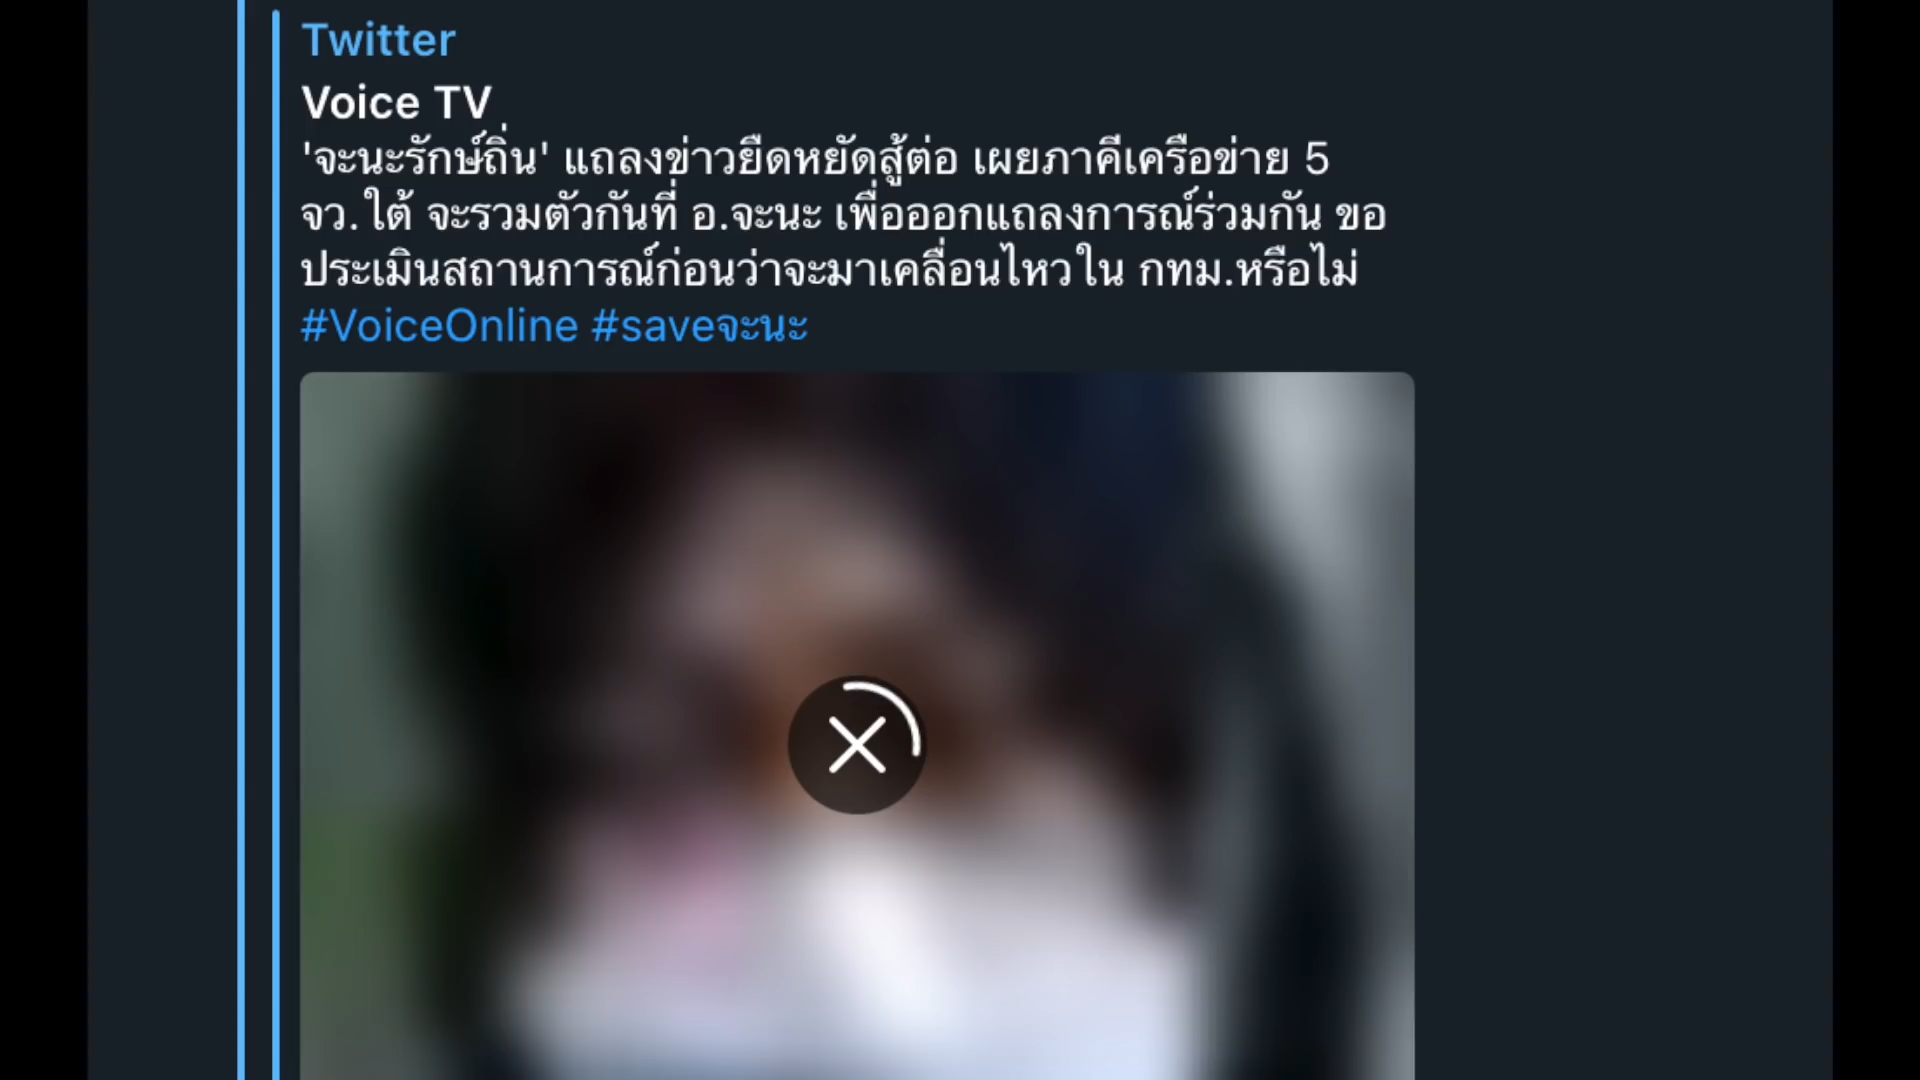 Twitter
Voice TV
'จะนะรักษ์ถิ่น' แถลงข่าวยืดหยัดสู้ต่อ เผยภาคีเครือข่าย 5
จว.ใต้ จะรวมตัวกันที่ อ.จะนะ เพื่อออกแถลงการณ์ร่วมกัน ขอ
ประเมินสถานการณ์ก่อนว่าจะมาเคลื่อนไหวใน กทม.หรือไม่
#VoiceOnline #saveจะนะ